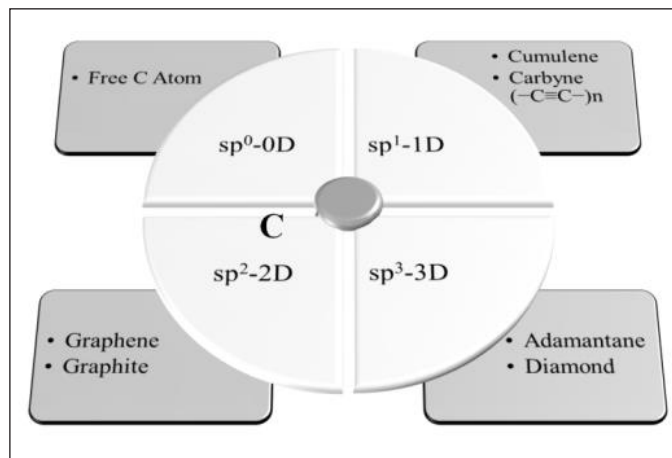 • Free C Atom
• Cumulene
• Carbyne
(−C≡C−)n
sp⁰-0D
sp¹-1D
C
sp²-2D
sp³-3D
• Graphene
• Graphite
• Adamantane
• Diamond